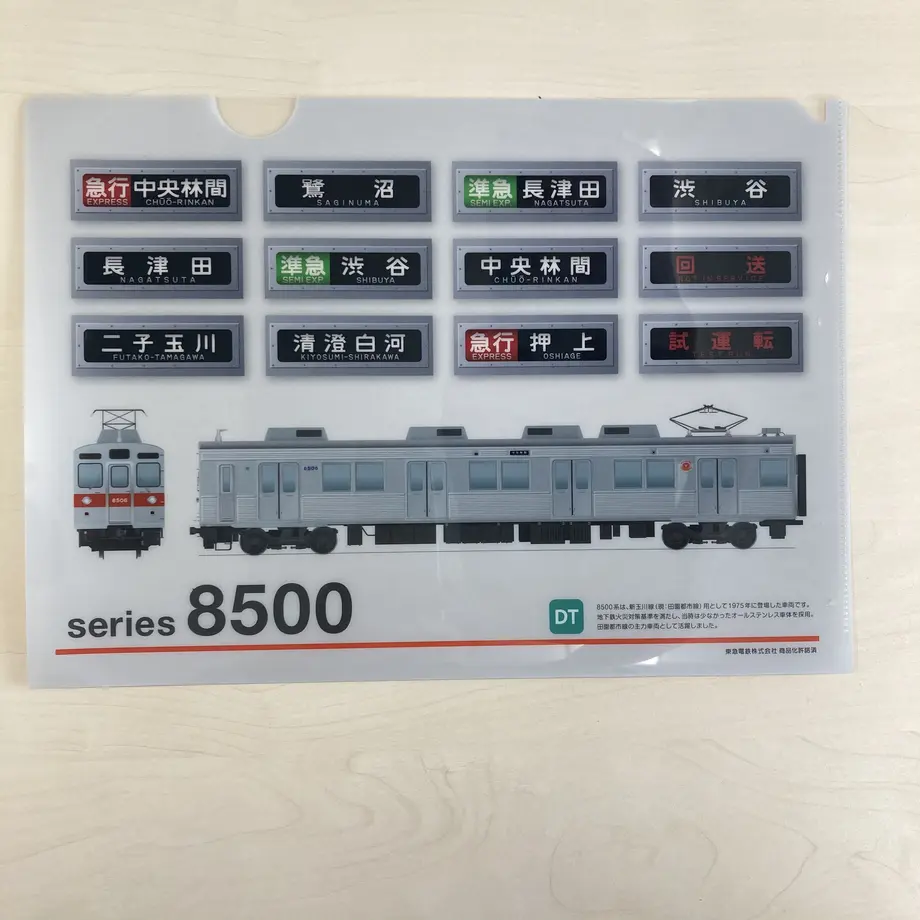 急行 中央林間
EXPRESS CHŪŌ-RINKAN
鷺沼
SAGINUMA
準急 長津田
SEMI EXP. NAGATSUTA
渋谷
SHIBUYA
長津田
NAGATSUTA
準急 渋谷
SEMI EXP. SHIBUYA
中央林間
CHŪŌ-RINKAN
回送
NOT IN SERVICE
二子玉川
FUTAKO-TAMAGAWA
清澄白河
KIYOSUMI-SHIRAKAWA
急行 押上
EXPRESS OSHIAGE
試運転
TEST RUN
8506
series 8500
DT
8500系は、新玉川線(現:田園都市線)用として1975年に登場した車両です。
地下鉄火災対策基準を満たし、当時は少なかったオールステンレス車体を採用。
田園都市線の主力車両として活躍しました。
東急電鉄株式会社 商品化許諾済